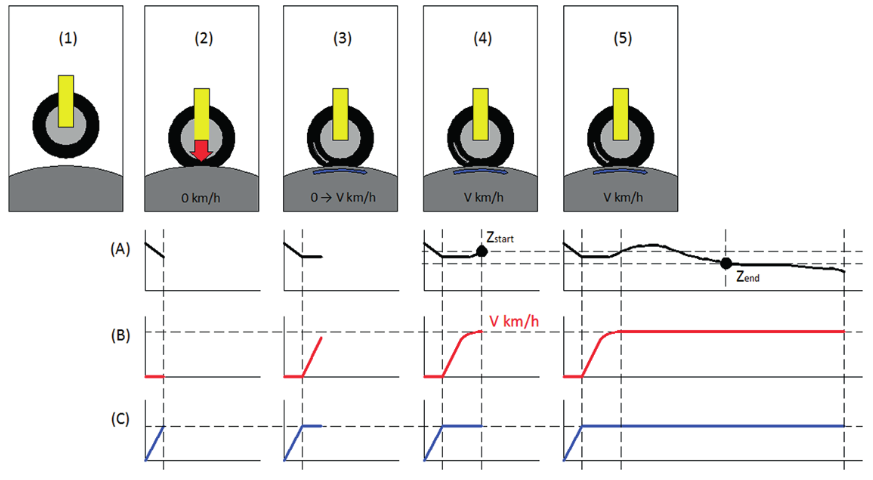 (1)
(2)
(3)
(4)
(5)
0 km/h
0 → V km/h
V km/h
V km/h
(A)
Zstart
Zend
(B)
V km/h
(C)